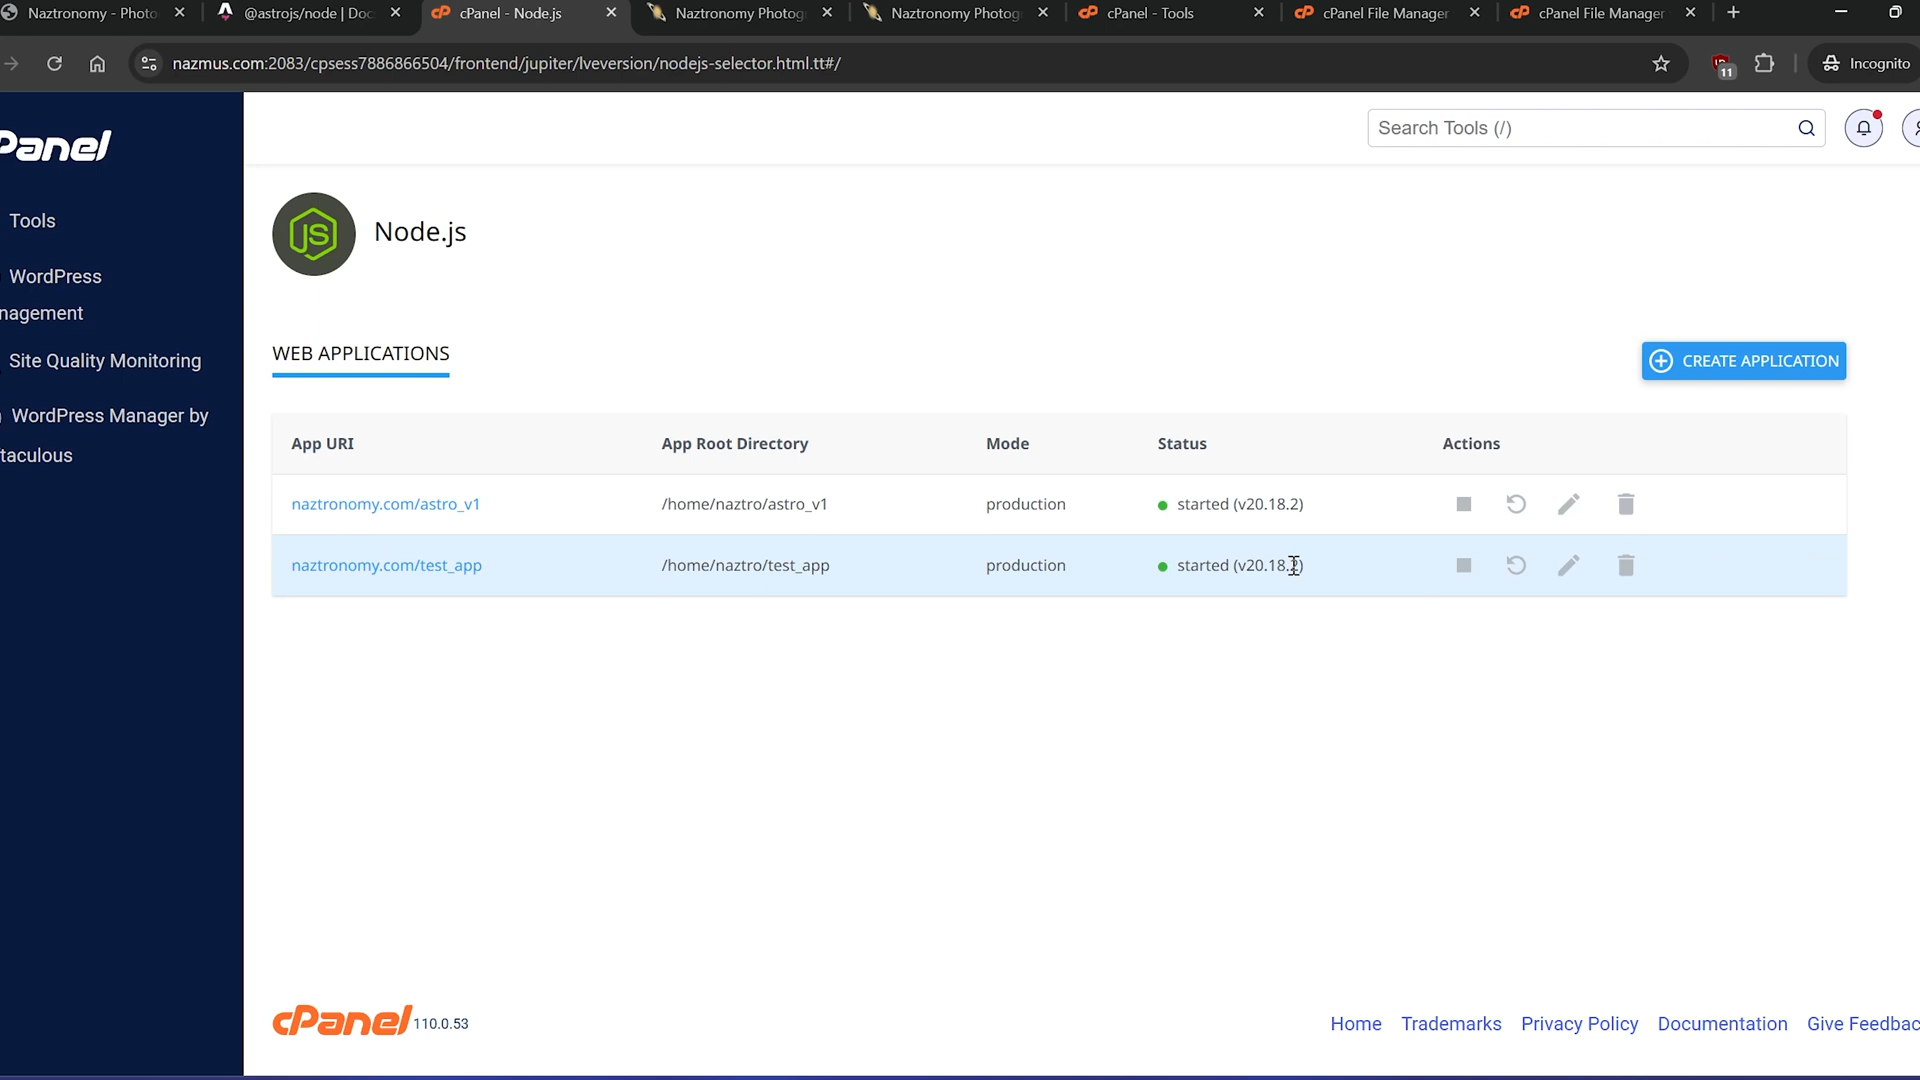 Naztronomy - Photo
@astrojs/node | Doc
cPanel - Node.js
Naztronomy Photog
Naztronomy Photog
cPanel - Tools
cPanel File Manager
cPanel File Manager
nazmus.com:2083/cpsess7886866504/frontend/jupiter/lveversion/nodejs-selector.html.tt#/
11
Incognito
Panel
Search Tools (/)
Tools
WordPress
nagement
Site Quality Monitoring
WordPress Manager by
taculous
JS
Node.js
WEB APPLICATIONS
CREATE APPLICATION
App URI App Root Directory Mode Status Actions
naztronomy.com/astro_v1 /home/naztro/astro_v1 production started (v20.18.2)
naztronomy.com/test_app /home/naztro/test_app production started (v20.18.2)
cPanel 110.0.53
Home Trademarks Privacy Policy Documentation Give Feedbac